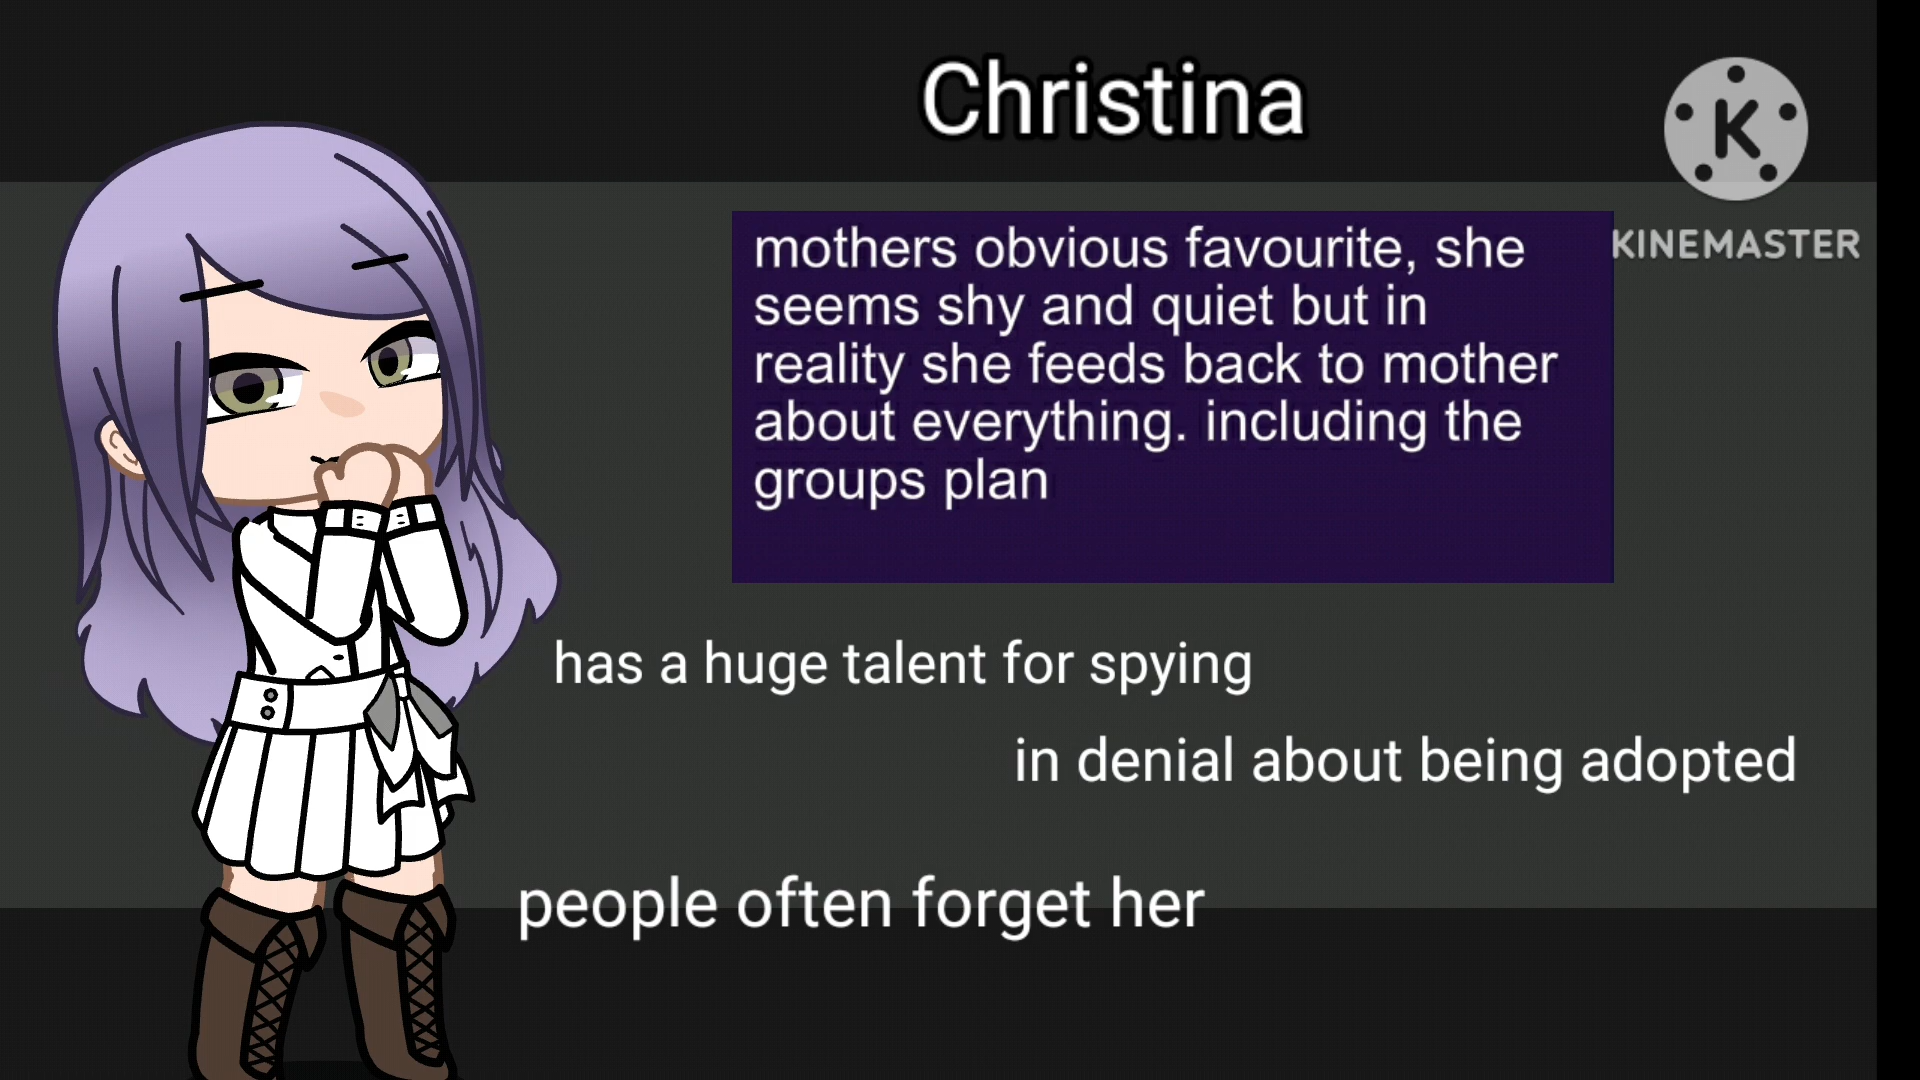 Christina
K
KINEMASTER
mothers obvious favourite, she
seems shy and quiet but in
reality she feeds back to mother
about everything. including the
groups plan
has a huge talent for spying
in denial about being adopted
people often forget her